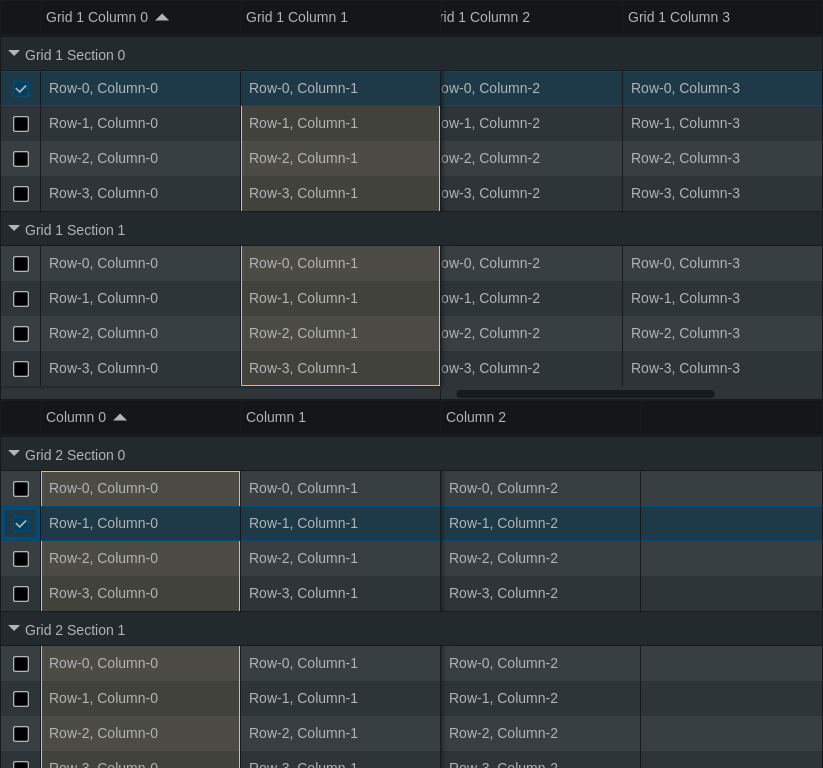 Grid 1 Column 0 Grid 1 Column 1 rid 1 Column 2 Grid 1 Column 3
Grid 1 Section 0
Row-0, Column-0 Row-0, Column-1 ow-0, Column-2 Row-0, Column-3
Row-1, Column-0 Row-1, Column-1 ow-1, Column-2 Row-1, Column-3
Row-2, Column-0 Row-2, Column-1 ow-2, Column-2 Row-2, Column-3
Row-3, Column-0 Row-3, Column-1 ow-3, Column-2 Row-3, Column-3
Grid 1 Section 1
Row-0, Column-0 Row-0, Column-1 ow-0, Column-2 Row-0, Column-3
Row-1, Column-0 Row-1, Column-1 ow-1, Column-2 Row-1, Column-3
Row-2, Column-0 Row-2, Column-1 ow-2, Column-2 Row-2, Column-3
Row-3, Column-0 Row-3, Column-1 ow-3, Column-2 Row-3, Column-3
Column 0 Column 1 Column 2
Grid 2 Section 0
Row-0, Column-0 Row-0, Column-1 Row-0, Column-2
Row-1, Column-0 Row-1, Column-1 Row-1, Column-2
Row-2, Column-0 Row-2, Column-1 Row-2, Column-2
Row-3, Column-0 Row-3, Column-1 Row-3, Column-2
Grid 2 Section 1
Row-0, Column-0 Row-0, Column-1 Row-0, Column-2
Row-1, Column-0 Row-1, Column-1 Row-1, Column-2
Row-2, Column-0 Row-2, Column-1 Row-2, Column-2
Row-3, Column-0 Row-3, Column-1 Row-3, Column-2